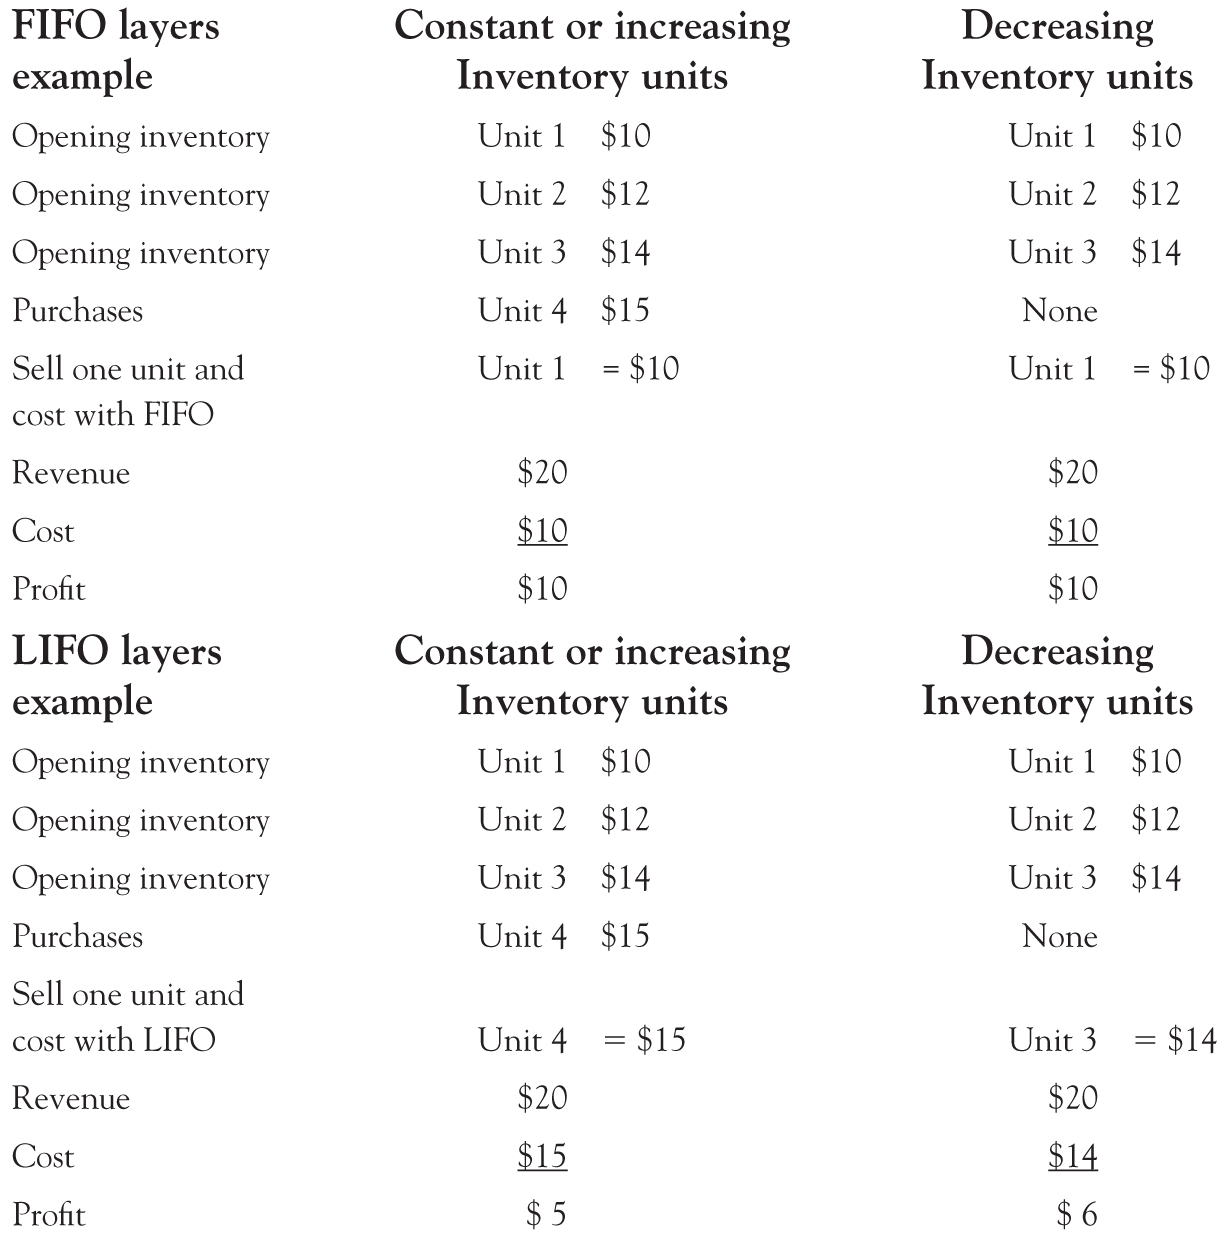 FIFO layers Constant or increasing Decreasing
example Inventory units Inventory units
Opening inventory Unit 1 $10 Unit 1 $10
Opening inventory Unit 2 $12 Unit 2 $12
Opening inventory Unit 3 $14 Unit 3 $14
Purchases Unit 4 $15 None
Sell one unit and Unit 1 = $10 Unit 1 = $10
cost with FIFO
Revenue $20 $20
Cost $10 $10
Profit $10 $10
LIFO layers Constant or increasing Decreasing
example Inventory units Inventory units
Opening inventory Unit 1 $10 Unit 1 $10
Opening inventory Unit 2 $12 Unit 2 $12
Opening inventory Unit 3 $14 Unit 3 $14
Purchases Unit 4 $15 None
Sell one unit and
cost with LIFO Unit 4 = $15 Unit 3 = $14
Revenue $20 $20
Cost $15 $14
Profit $ 5 $ 6